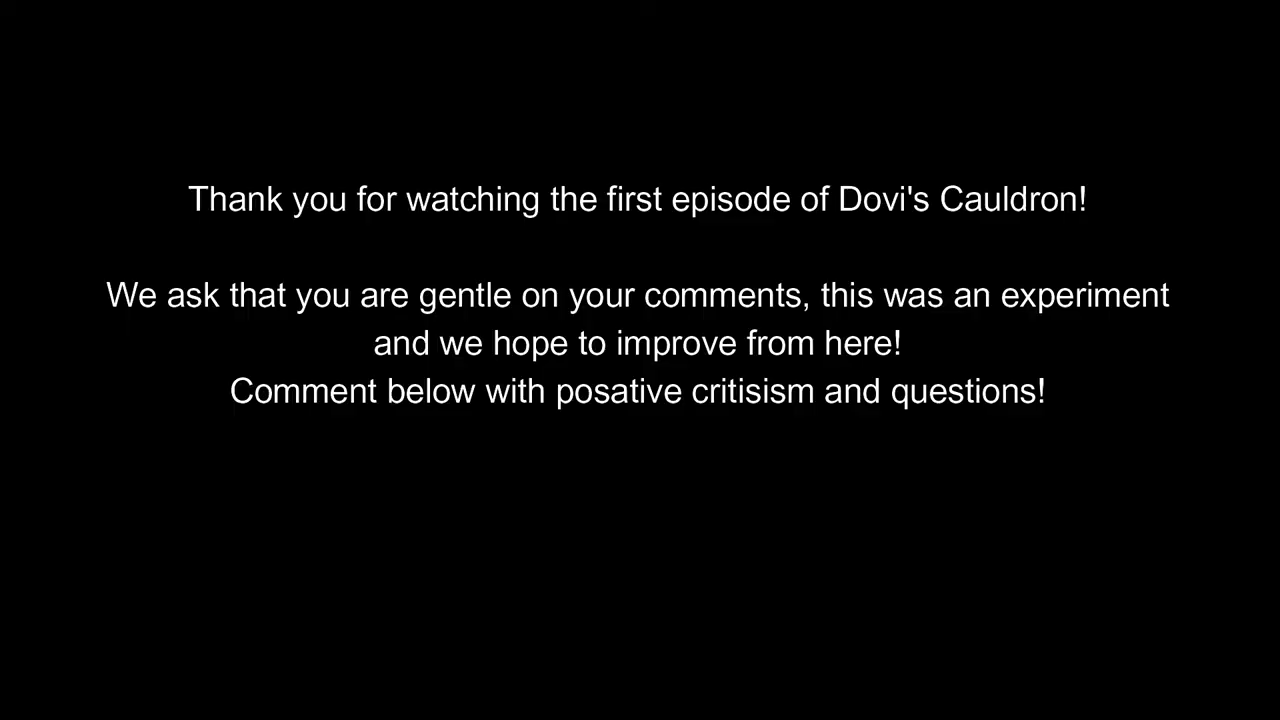 Thank you for watching the first episode of Dovi's Cauldron!
We ask that you are gentle on your comments, this was an experiment
and we hope to improve from here!
Comment below with posative critisism and questions!